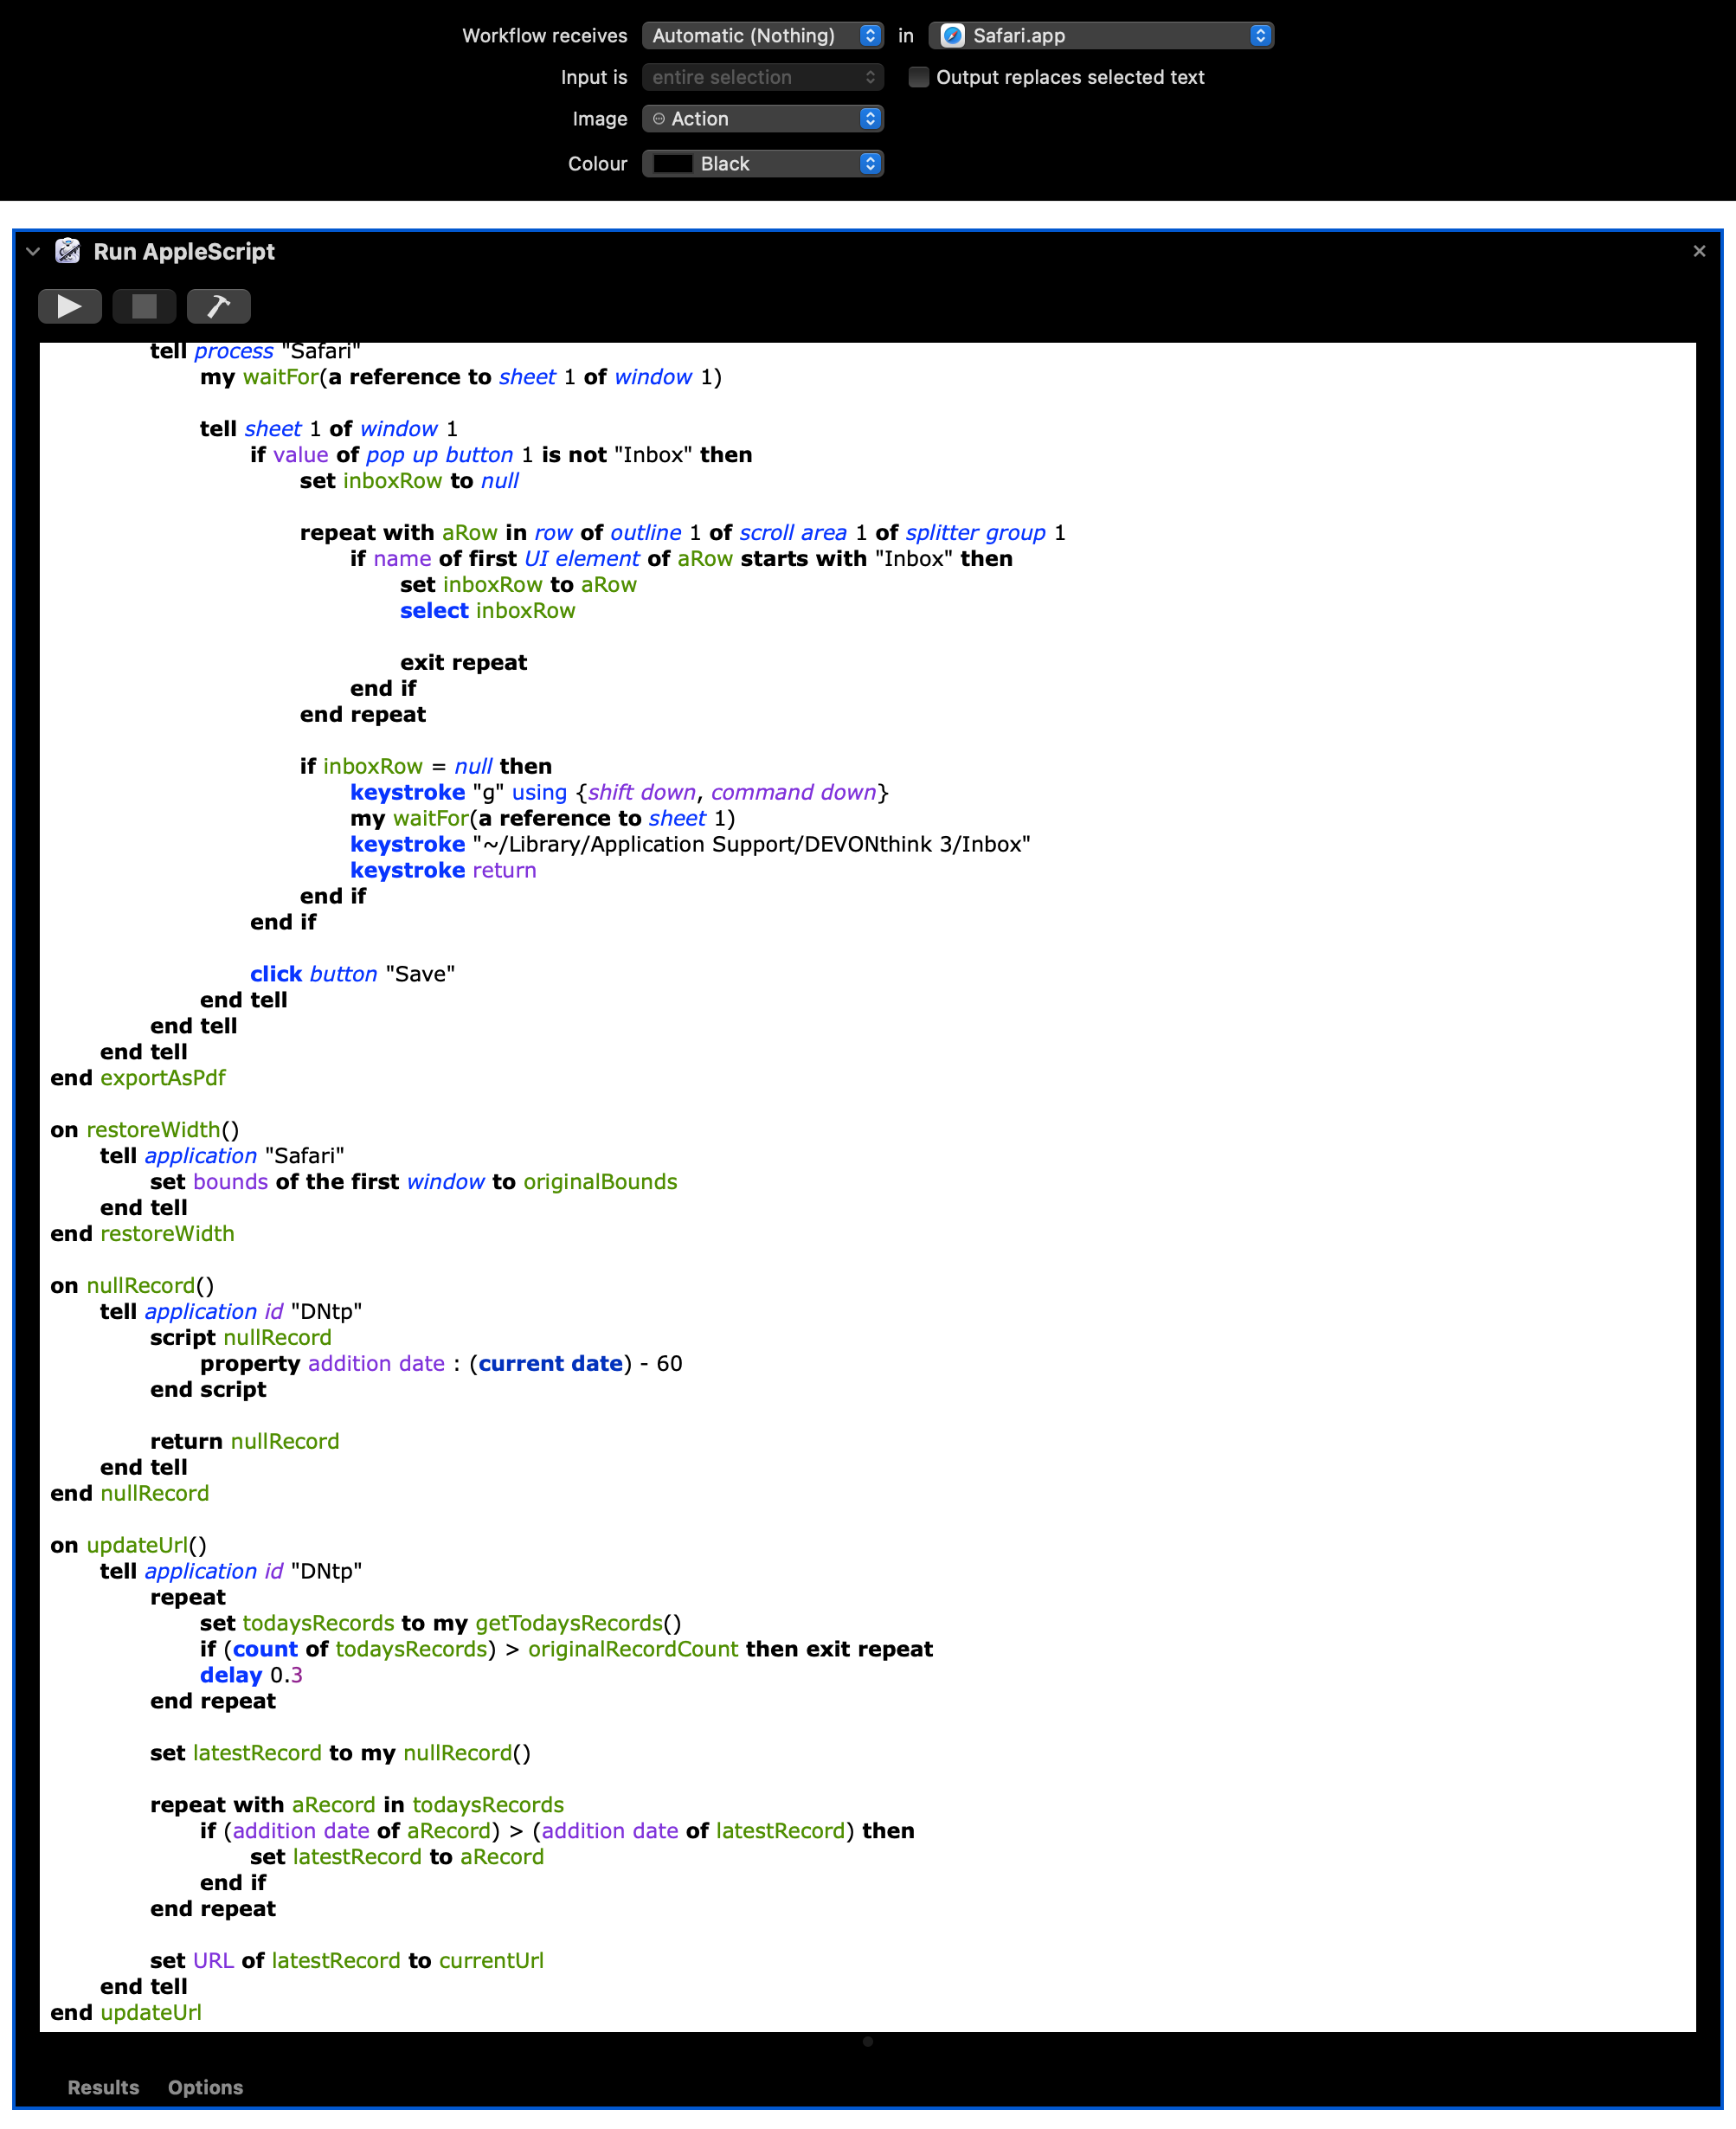 Workflow receives Automatic (Nothing) in Safari.app
Input is entire selection Output replaces selected text
Image Action
Colour Black
Run AppleScript
tell process "Safari"
my waitFor(a reference to sheet 1 of window 1)
tell sheet 1 of window 1
if value of pop up button 1 is not "Inbox" then
set inboxRow to null
repeat with aRow in row of outline 1 of scroll area 1 of splitter group 1
if name of first UI element of aRow starts with "Inbox" then
set inboxRow to aRow
select inboxRow
exit repeat
end if
end repeat
if inboxRow = null then
keystroke "g" using {shift down, command down}
my waitFor(a reference to sheet 1)
keystroke "~/Library/Application Support/DEVONthink 3/Inbox"
keystroke return
end if
end if
click button "Save"
end tell
end tell
end tell
end exportAsPdf
on restoreWidth()
tell application "Safari"
set bounds of the first window to originalBounds
end tell
end restoreWidth
on nullRecord()
tell application id "DNtp"
script nullRecord
property addition date : (current date) - 60
end script
return nullRecord
end tell
end nullRecord
on updateUrl()
tell application id "DNtp"
repeat
set todaysRecords to my getTodaysRecords()
if (count of todaysRecords) > originalRecordCount then exit repeat
delay 0.3
end repeat
set latestRecord to my nullRecord()
repeat with aRecord in todaysRecords
if (addition date of aRecord) > (addition date of latestRecord) then
set latestRecord to aRecord
end if
end repeat
set URL of latestRecord to currentUrl
end tell
end updateUrl
Results Options